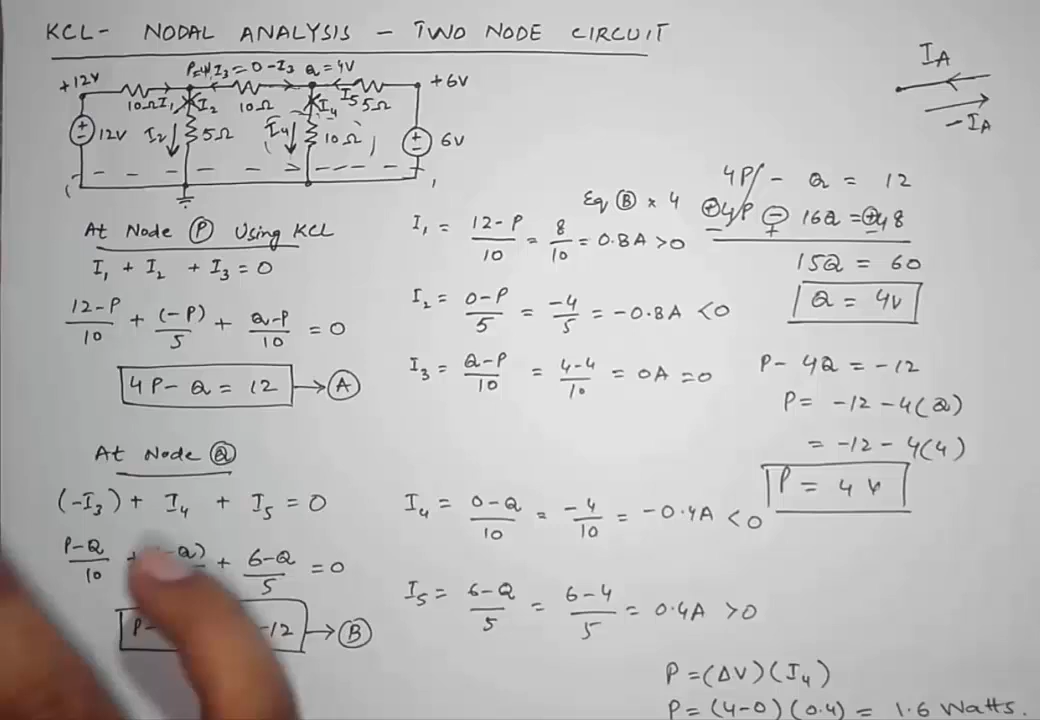 KCL- NODAL ANALYSIS - TWO NODE CIRCUIT
+12V
P=4V
I3=0
-I3
Q=4V
+6V
10Ω
I1
I2
10Ω
I4
I5
5Ω
12V
I2
5Ω
I4
10Ω
6V
IA
-IA
At Node P Using KCL
I1 + I2 + I3 = 0
12-P/10 + (-P)/5 + Q-P/10 = 0
4P- Q = 12 → A
At Node Q
(-I3) + I4 + I5 = 0
P-Q/10 + -Q) + 6-Q/5 = 0
P- -12 → B
I1 = 12-P/10 = 8/10 = 0.8A >0
I2 = 0-P/5 = -4/5 = -0.8A <0
I3 = Q-P/10 = 4-4/10 = 0A =0
I4 = 0-Q/10 = -4/10 = -0.4A <0
I5 = 6-Q/5 = 6-4/5 = 0.4A >0
Eq B × 4
4P - Q = 12
⊕4P ⊖ 16Q = ⊕48
- + -
15Q = 60
Q = 4V
P- 4Q = -12
P= -12-4(Q)
= -12-4(4)
P = 4V
P = (ΔV)(I4)
P= (4-0)(0.4) = 1.6 Watts.